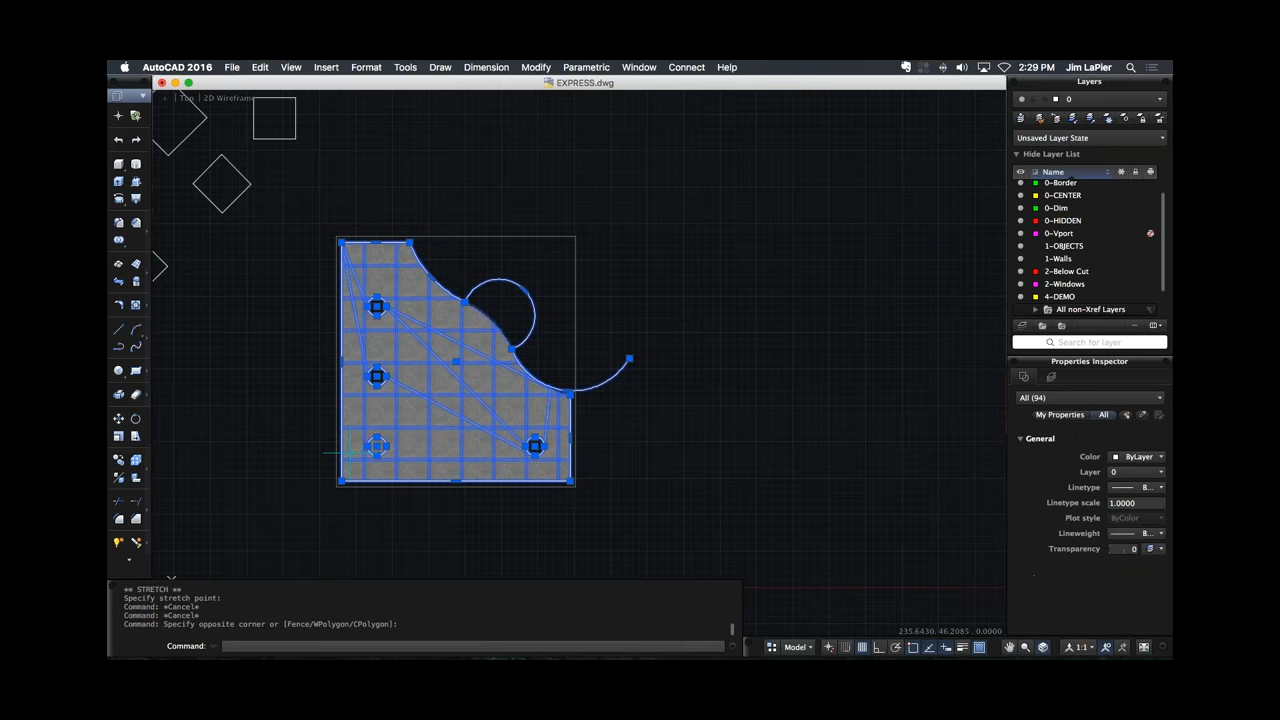 AutoCAD 2016 File Edit View Insert Format Tools Draw Dimension Modify Parametric Window Connect Help 2:29 PM Jim LaPier
EXPRESS.dwg
Layers
Top 2D Wireframe
0
Unsaved Layer State
Hide Layer List
Name
0-Border
0-CENTER
0-Dim
0-HIDDEN
0-Vport
1-OBJECTS
1-Walls
2-Below Cut
2-Windows
4-DEMO
All non-Xref Layers
Search for layer
Properties Inspector
All (94)
My Properties All
General
Color ByLayer
Layer 0
Linetype B...
Linetype scale 1.0000
Plot style ByColor
Lineweight B...
Transparency 0
** STRETCH **
Specify stretch point:
Command: *Cancel*
Command: *Cancel*
Command: Specify opposite corner or [Fence/WPolygon/CPolygon]:
235.6430, 46.2085 , 0.0000
Command:
Model 1:1